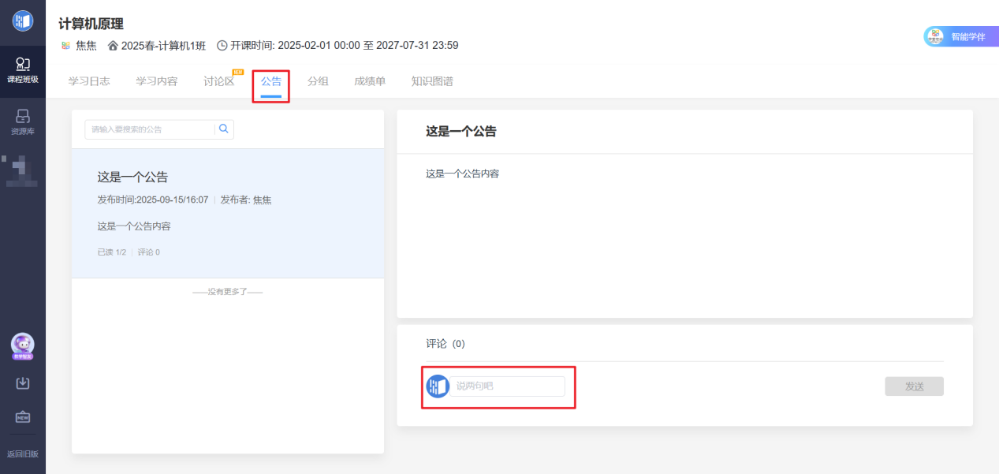 计算机原理
焦焦 2025春-计算机1班 开课时间: 2025-02-01 00:00 至 2027-07-31 23:59
智能学伴
课程班级
学习日志 学习内容 讨论区 公告 分组 成绩单 知识图谱
资源库
请输入要搜索的公告
这是一个公告
发布时间:2025-09-15/16:07 发布者: 焦焦
这是一个公告内容
已读 1/2 评论 0
——没有更多了——
这是一个公告
这是一个公告内容
评论 (0)
说两句吧
发送
NEW
返回旧版